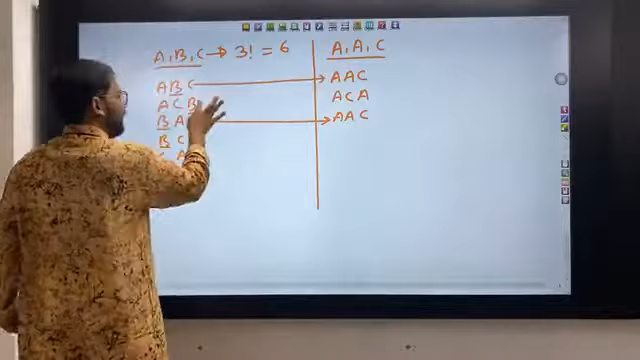 A, B, C → 3! = 6
A, A, C
A B C → A A C
A C B
A C A
B A → A A C
B C